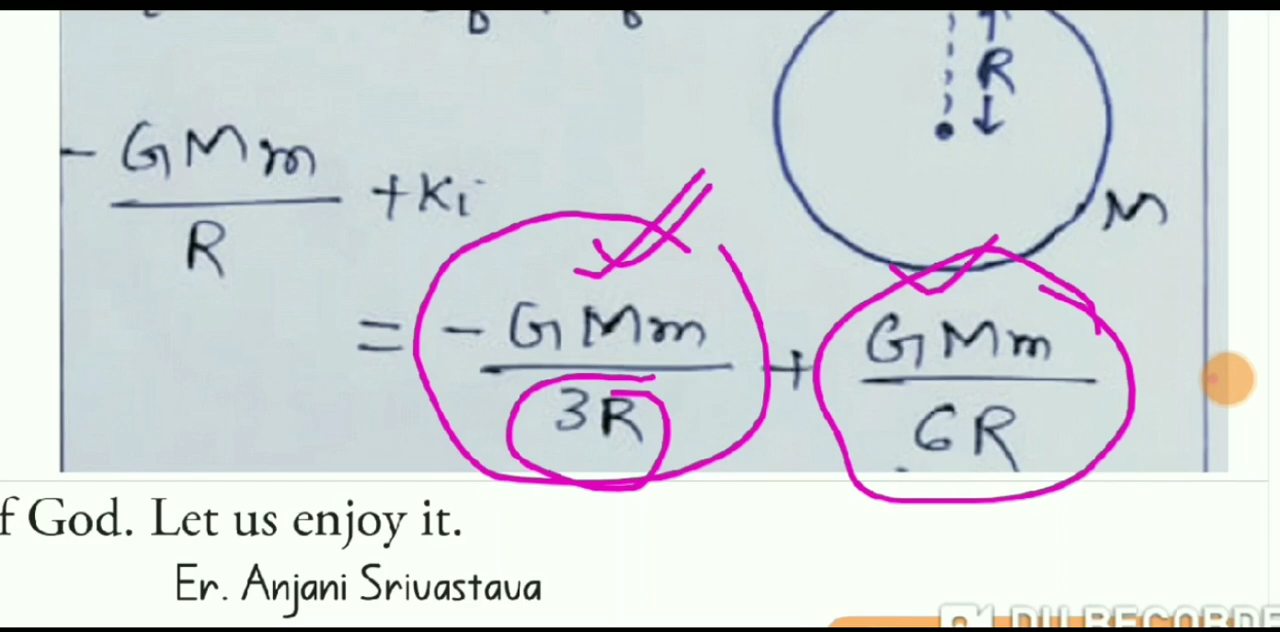 R
- GMm
R
+Ki
M
= - GMm
3R
+ GMm
6R
f God. Let us enjoy it.
Er. Anjani Srivastava